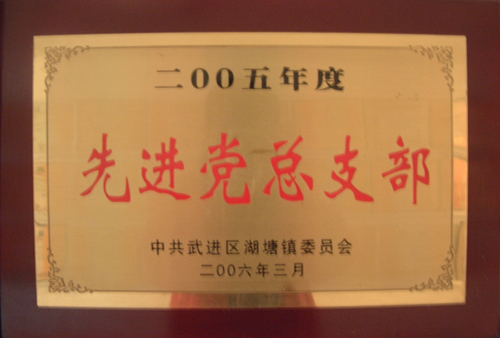 二00五年度
先进党总支部
中共武进区湖塘镇委员会
二00六年三月